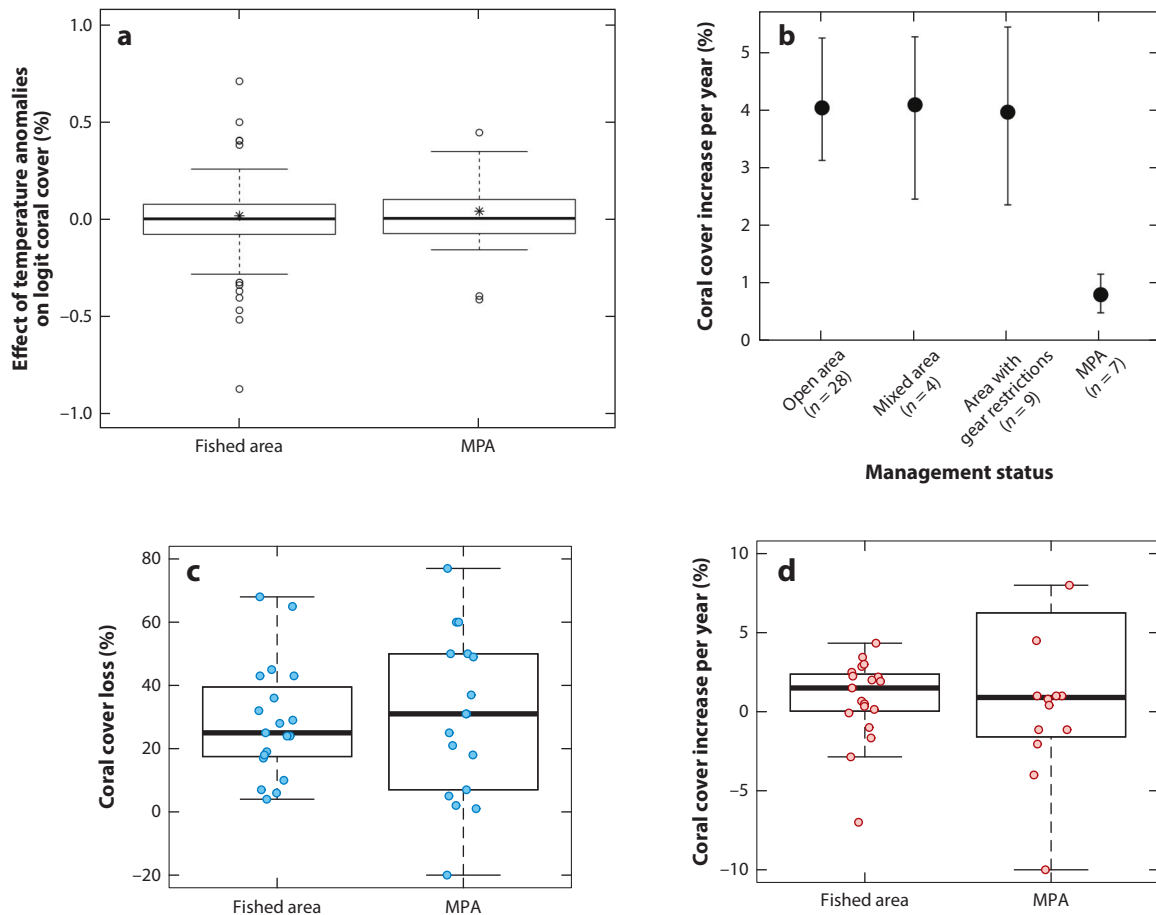 a
Effect of temperature anomalies
on logit coral cover (%)
1.0
0.5
0.0
−0.5
−1.0
Fished area
MPA
b
Coral cover increase per year (%)
5
4
3
2
1
0
Open area
(n = 28)
Mixed area
(n = 4)
Area with
gear restrictions
(n = 9)
MPA
(n = 7)
Management status
c
Coral cover loss (%)
80
60
40
20
0
−20
Fished area
MPA
d
Coral cover increase per year (%)
10
5
0
−5
−10
Fished area
MPA